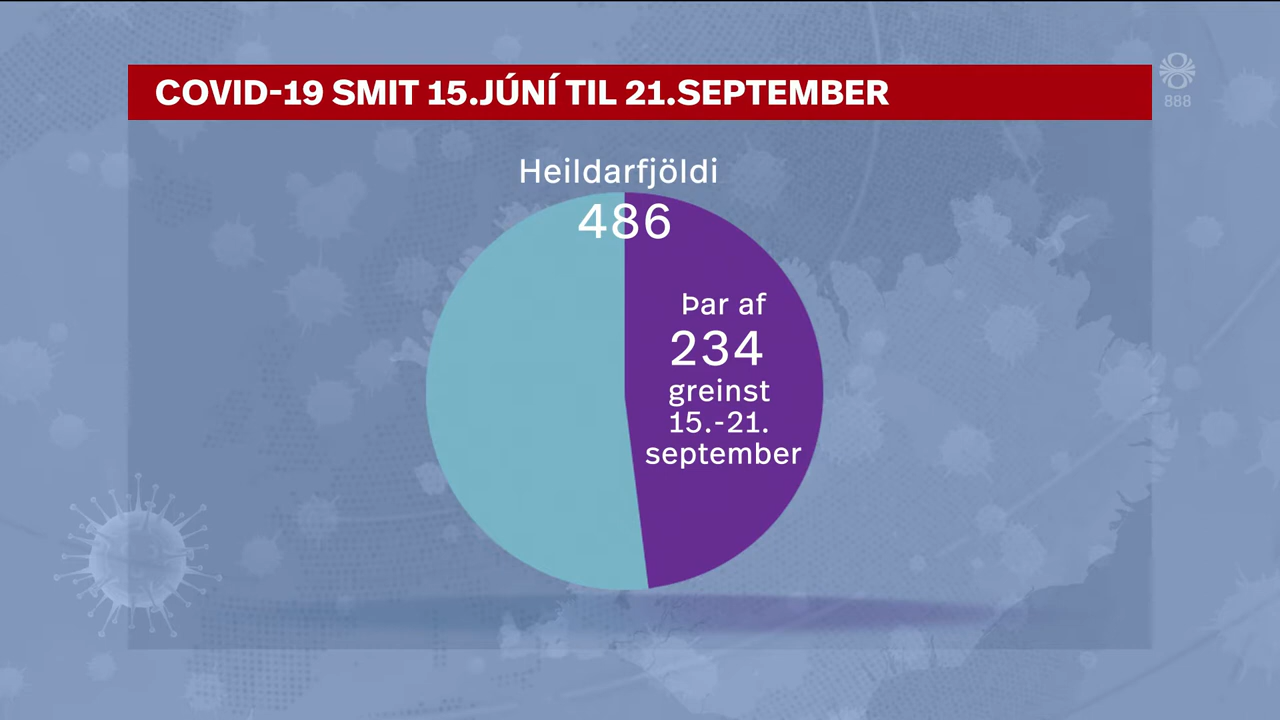 COVID-19 SMIT 15.JÚNÍ TIL 21.SEPTEMBER
888
Heildarfjöldi
486
Þar af
234
greinst
15.-21.
september